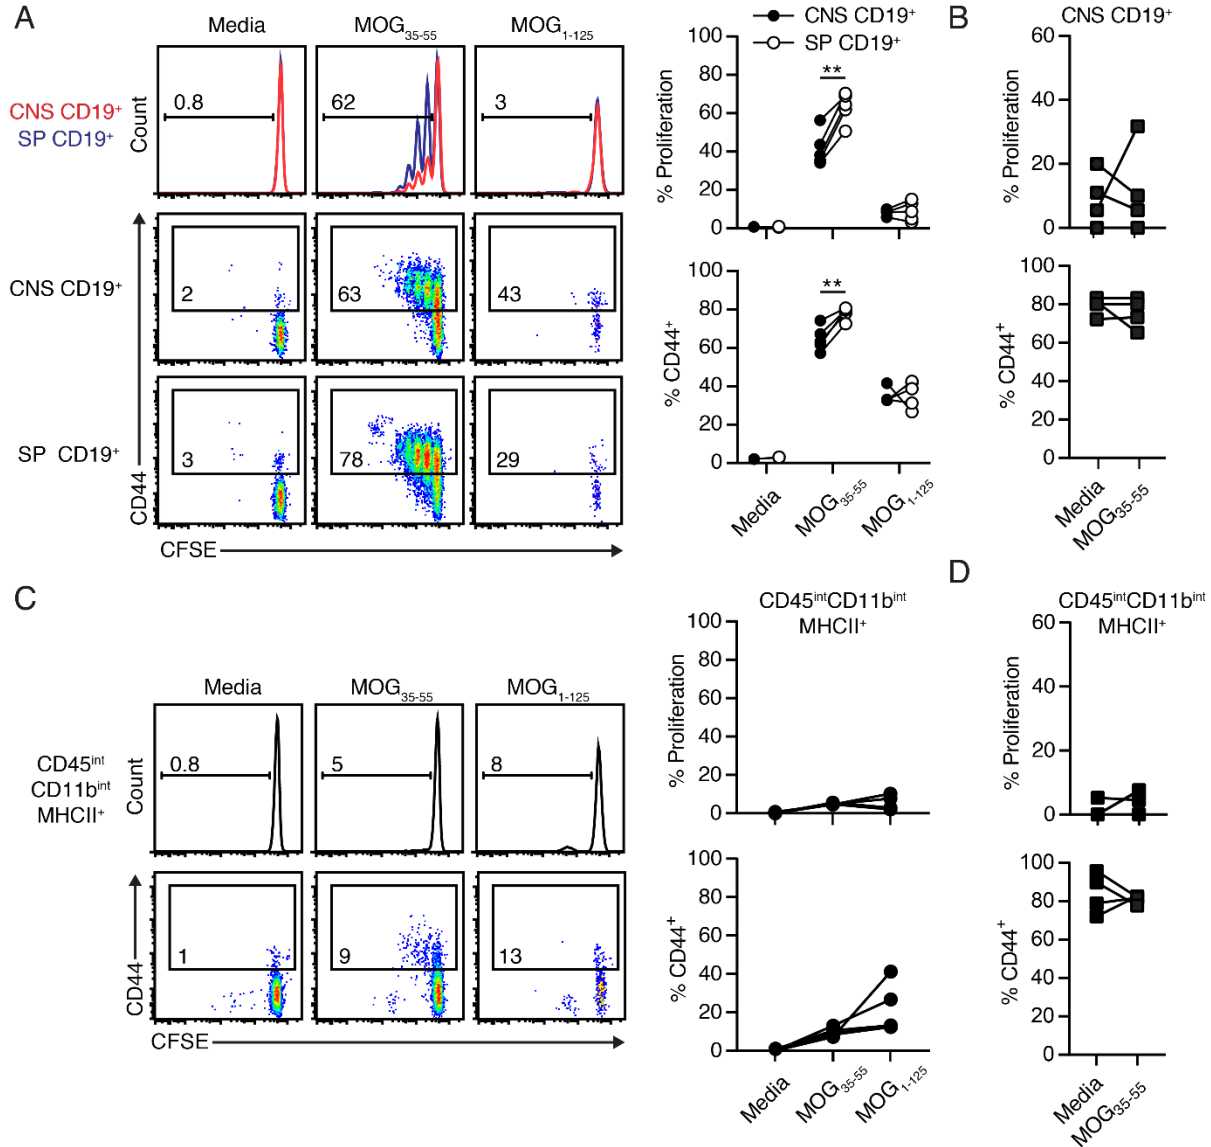 A
Media
MOG35-55
MOG1-125
CNS CD19+
SP CD19+
Count
0.8
62
3
CNS CD19+
2
63
43
SP CD19+
3
78
29
CD44
CFSE
CNS CD19+
SP CD19+
% Proliferation
100
80
60
40
20
0
**
% CD44+
100
80
60
40
20
0
**
Media
MOG35-55
MOG1-125
B
CNS CD19+
% Proliferation
60
40
20
0
% CD44+
100
80
60
40
20
0
Media
MOG35-55
C
Media
MOG35-55
MOG1-125
CD45int
CD11bint
MHCII+
Count
0.8
5
8
CD44
1
9
13
CFSE
CD45intCD11bint
MHCII+
% Proliferation
100
80
60
40
20
0
% CD44+
100
80
60
40
20
0
Media
MOG35-55
MOG1-125
D
CD45intCD11bint
MHCII+
% Proliferation
60
40
20
0
% CD44+
100
80
60
40
20
0
Media
MOG35-55